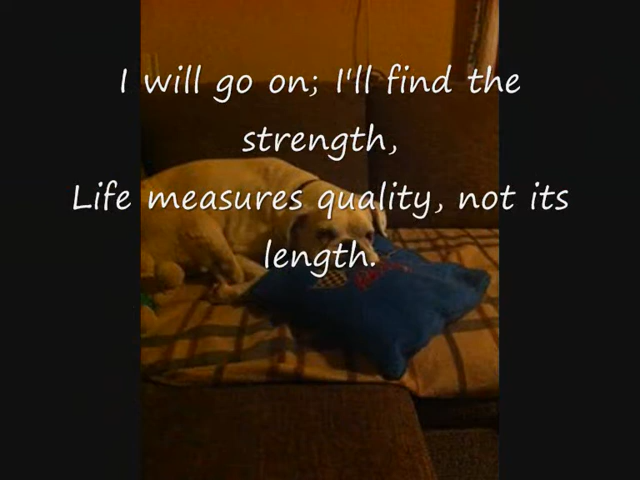 I will go on; I'll find the
strength,
Life measures quality, not its
length.